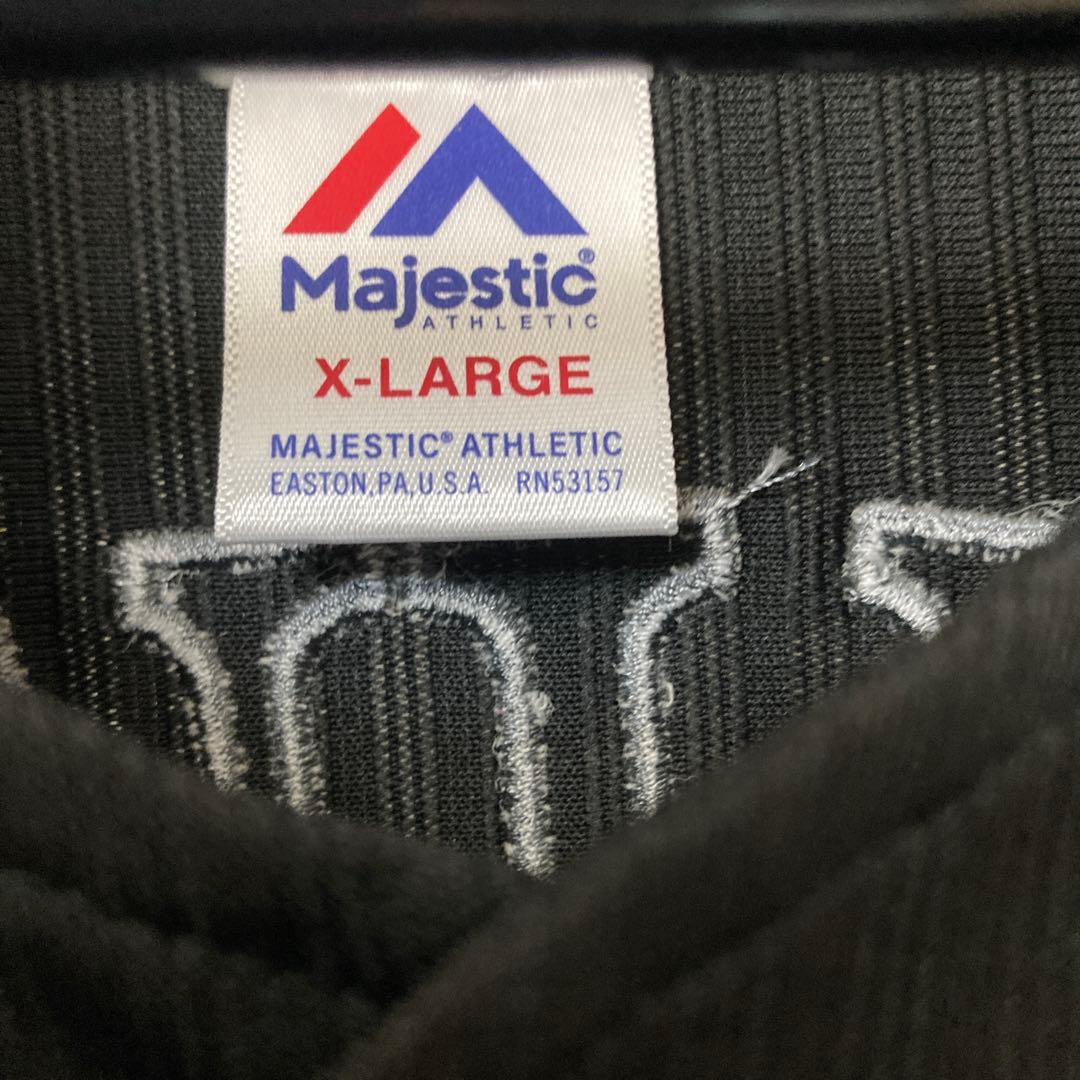 Majestic®
ATHLETIC
X-LARGE
MAJESTIC® ATHLETIC
EASTON,PA,U.S.A. RN53157